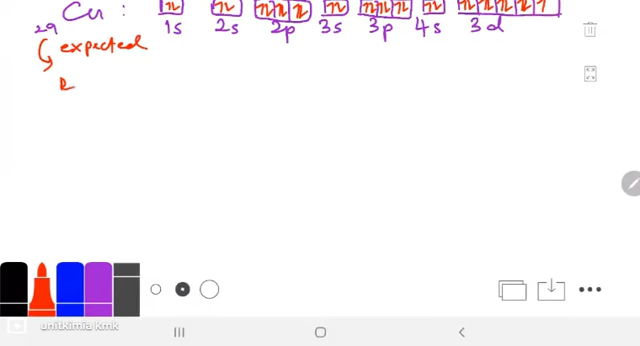 Cu :
1s 2s 2p 3s 3p 4s 3d
29
expected
unitkimia kmk